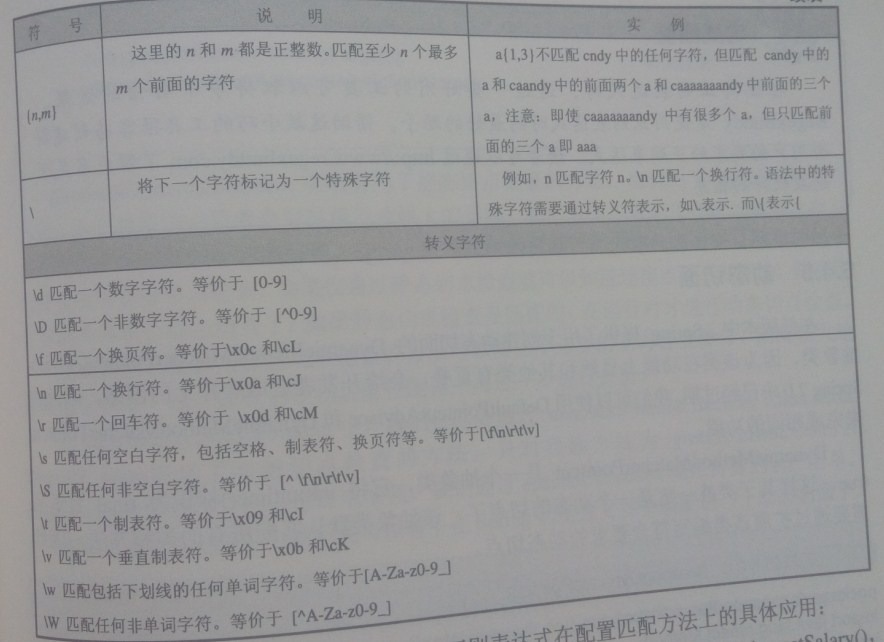 符 号 说 明 实 例
{n,m}
这里的 n 和 m 都是正整数。匹配至少 n 个最多
m 个前面的字符
a{1,3}不匹配 cndy 中的任何字符，但匹配 candy 中的
a 和 caandy 中的前面两个 a 和 caaaaaaandy 中前面的三个
a，注意：即使 caaaaaaandy 中有很多个 a，但只匹配前
面的三个 a 即 aaa
\
将下一个字符标记为一个特殊字符
例如，n 匹配字符 n。\n 匹配一个换行符。语法中的特
殊字符需要通过转义符表示，如\.表示. 而\{表示{
转义字符
\d 匹配一个数字字符。等价于 [0-9]
\D 匹配一个非数字字符。等价于 [^0-9]
\f 匹配一个换页符。等价于\x0c 和\cL
\n 匹配一个换行符。等价于\x0a 和\cJ
\r 匹配一个回车符。等价于 \x0d 和\cM
\s 匹配任何空白字符，包括空格、制表符、换页符等。等价于[\f\n\r\t\v]
\S 匹配任何非空白字符。等价于 [^ \f\n\r\t\v]
\t 匹配一个制表符。等价于\x09 和\cI
\v 匹配一个垂直制表符。等价于\x0b 和\cK
\w 匹配包括下划线的任何单词字符。等价于[A-Za-z0-9_]
\W 匹配任何非单词字符。等价于 [^A-Za-z0-9_]
则表达式在配置匹配方法上的具体应用：